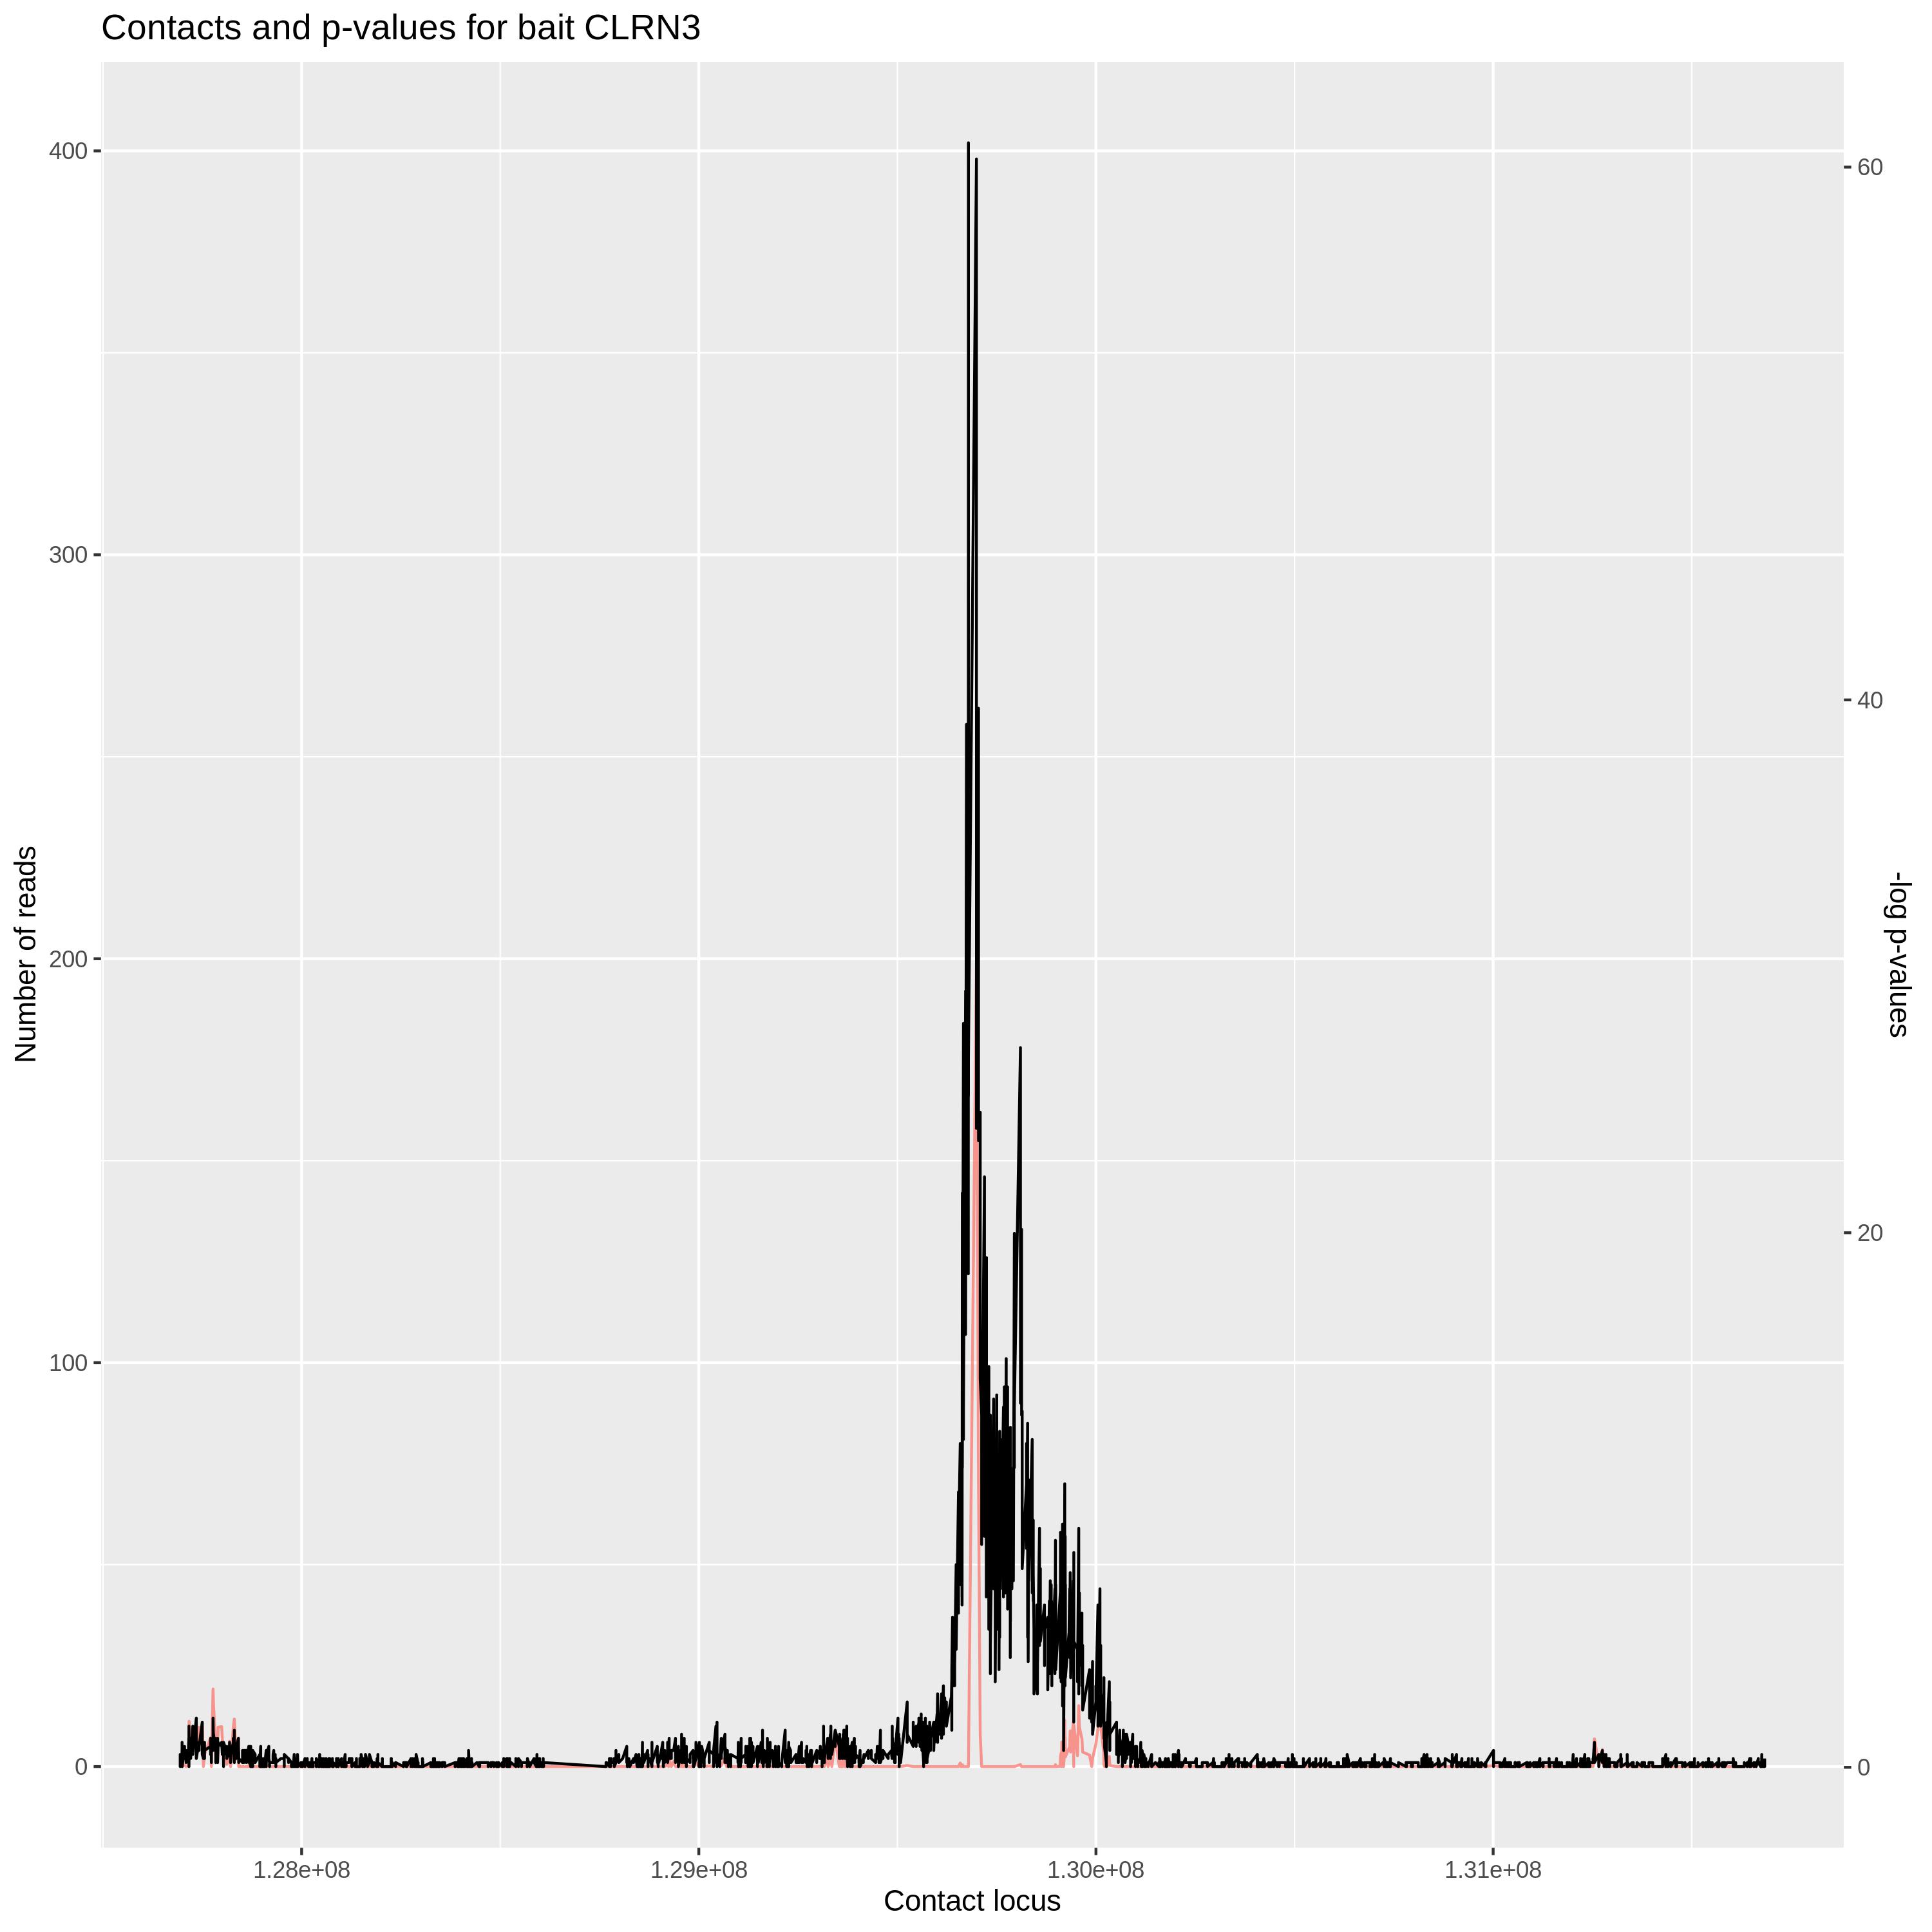 Contacts and p-values for bait CLRN3
400
300
200
100
0
60
40
20
0
Number of reads
-log p-values
1.28e+08
1.29e+08
1.30e+08
1.31e+08
Contact locus